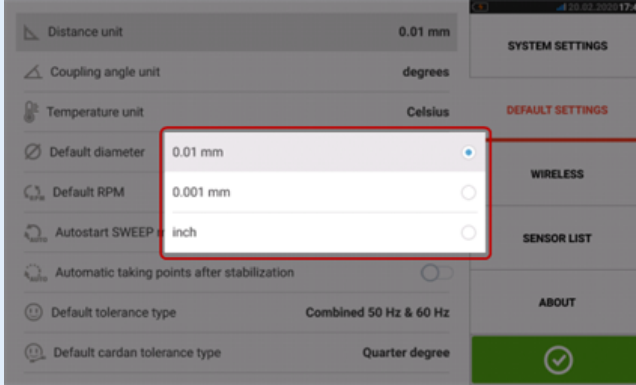 20.02.2020 17:4
Distance unit 0.01 mm
SYSTEM SETTINGS
Coupling angle unit degrees
Temperature unit Celsius
DEFAULT SETTINGS
Default diameter
0.01 mm
WIRELESS
Default RPM
0.001 mm
Autostart SWEEP
inch
SENSOR LIST
Automatic taking points after stabilization
Default tolerance type Combined 50 Hz & 60 Hz
ABOUT
Default cardan tolerance type Quarter degree